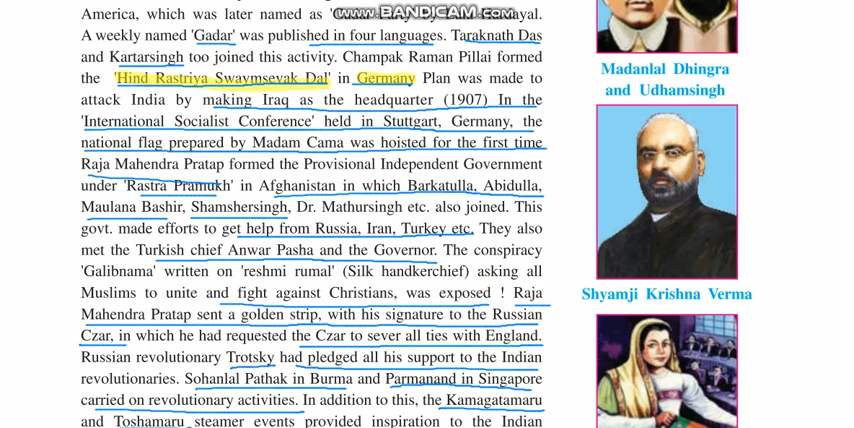 America, which was later named as
WWW.BANDICAM.COM
A weekly named 'Gadar' was published in four languages. Taraknath Das
and Kartarsingh too joined this activity. Champak Raman Pillai formed
the 'Hind Rastriya Swaymsevak Dal' in Germany Plan was made to
attack India by making Iraq as the headquarter (1907) In the
'International Socialist Conference' held in Stuttgart, Germany, the
national flag prepared by Madam Cama was hoisted for the first time
Raja Mahendra Pratap formed the Provisional Independent Government
under 'Rastra Pramukh' in Afghanistan in which Barkatulla, Abidulla,
Maulana Bashir, Shamshersingh, Dr. Mathursingh etc. also joined. This
govt. made efforts to get help from Russia, Iran, Turkey etc. They also
met the Turkish chief Anwar Pasha and the Governor. The conspiracy
'Galibnama' written on 'reshmi rumal' (Silk handkerchief) asking all
Muslims to unite and fight against Christians, was exposed ! Raja
Mahendra Pratap sent a golden strip, with his signature to the Russian
Czar, in which he had requested the Czar to sever all ties with England.
Russian revolutionary Trotsky had pledged all his support to the Indian
revolutionaries. Sohanlal Pathak in Burma and Parmanand in Singapore
carried on revolutionary activities. In addition to this, the Kamagatamaru
and Toshamaru steamer events provided inspiration to the Indian
Madanlal Dhingra
and Udhamsingh
Shyamji Krishna Verma